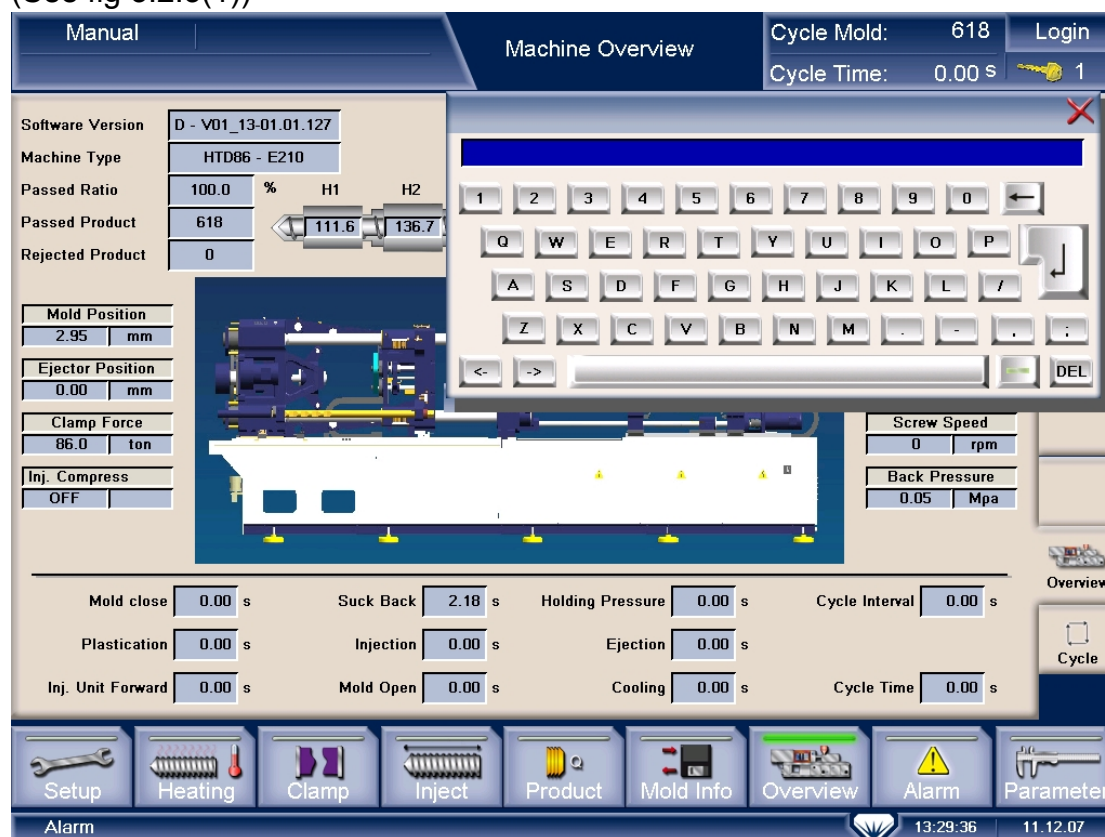 (See fig 3.2.3(1))
Manual
Machine Overview
Cycle Mold: 618
Login
Cycle Time: 0.00 s
1
Software Version D - V01_13-01.01.127
Machine Type HTD86 - E210
Passed Ratio 100.0 %
H1 H2
Passed Product 618
111.6 136.7
Rejected Product 0
1 2 3 4 5 6 7 8 9 0 ←
Q W E R T Y U I O P
A S D F G H J K L /
Z X C V B N M . - , ;
<- -> DEL
Mold Position
2.95 mm
Ejector Position
0.00 mm
Clamp Force
86.0 ton
Inj. Compress
OFF
Screw Speed
0 rpm
Back Pressure
0.05 Mpa
Overview
Cycle
Mold close 0.00 s Suck Back 2.18 s Holding Pressure 0.00 s Cycle Interval 0.00 s
Plastication 0.00 s Injection 0.00 s Ejection 0.00 s
Inj. Unit Forward 0.00 s Mold Open 0.00 s Cooling 0.00 s Cycle Time 0.00 s
Setup Heating Clamp Inject Product Mold Info Overview Alarm Parameter
Alarm 13:29:36 11.12.07